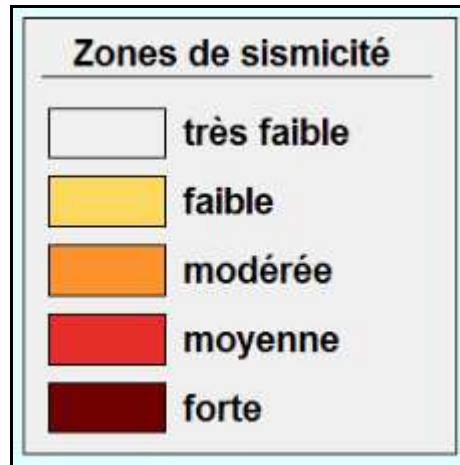 Zones de sismicité
très faible
faible
modérée
moyenne
forte